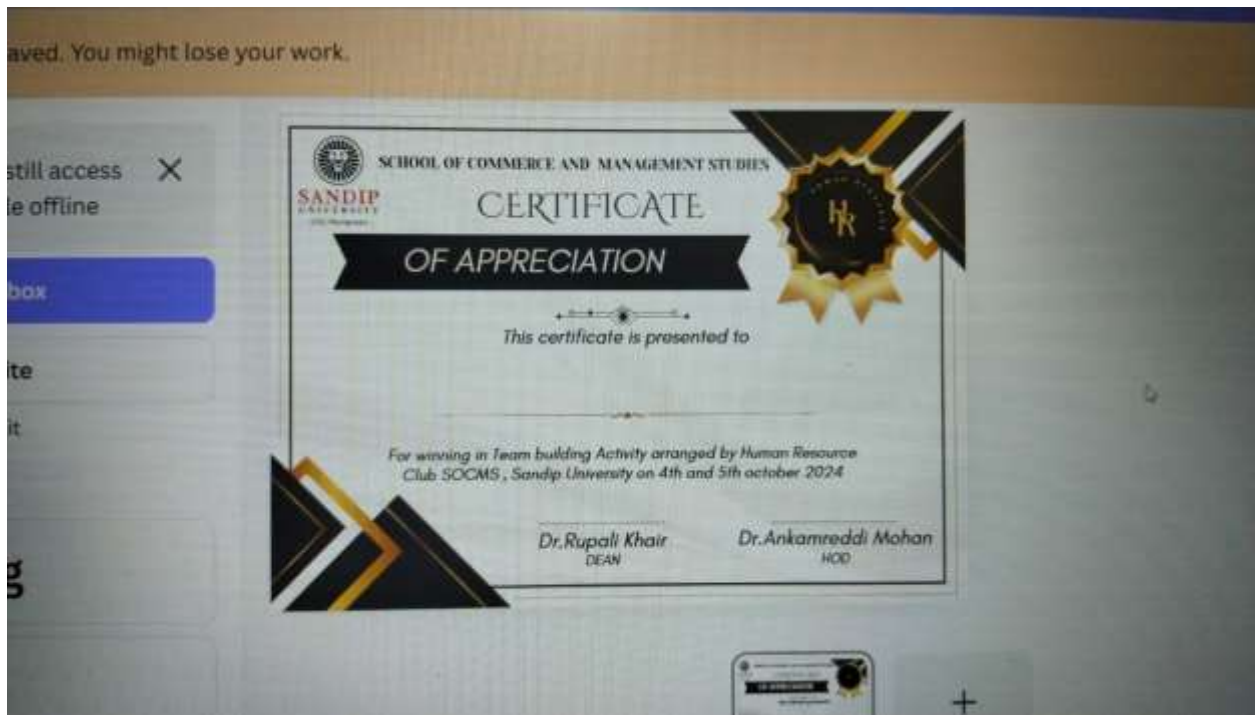 aved. You might lose your work.
still access
le offline
box
ite
it
g
SANDIP
UNIVERSITY
SCHOOL OF COMMERCE AND MANAGEMENT STUDIES
CERTIFICATE
OF APPRECIATION
HR
This certificate is presented to
For winning in Team building Activity arranged by Human Resource
Club SOCMS , Sandip University on 4th and 5th october 2024
Dr.Rupali Khair
DEAN
Dr.Ankamreddi Mohan
HOD